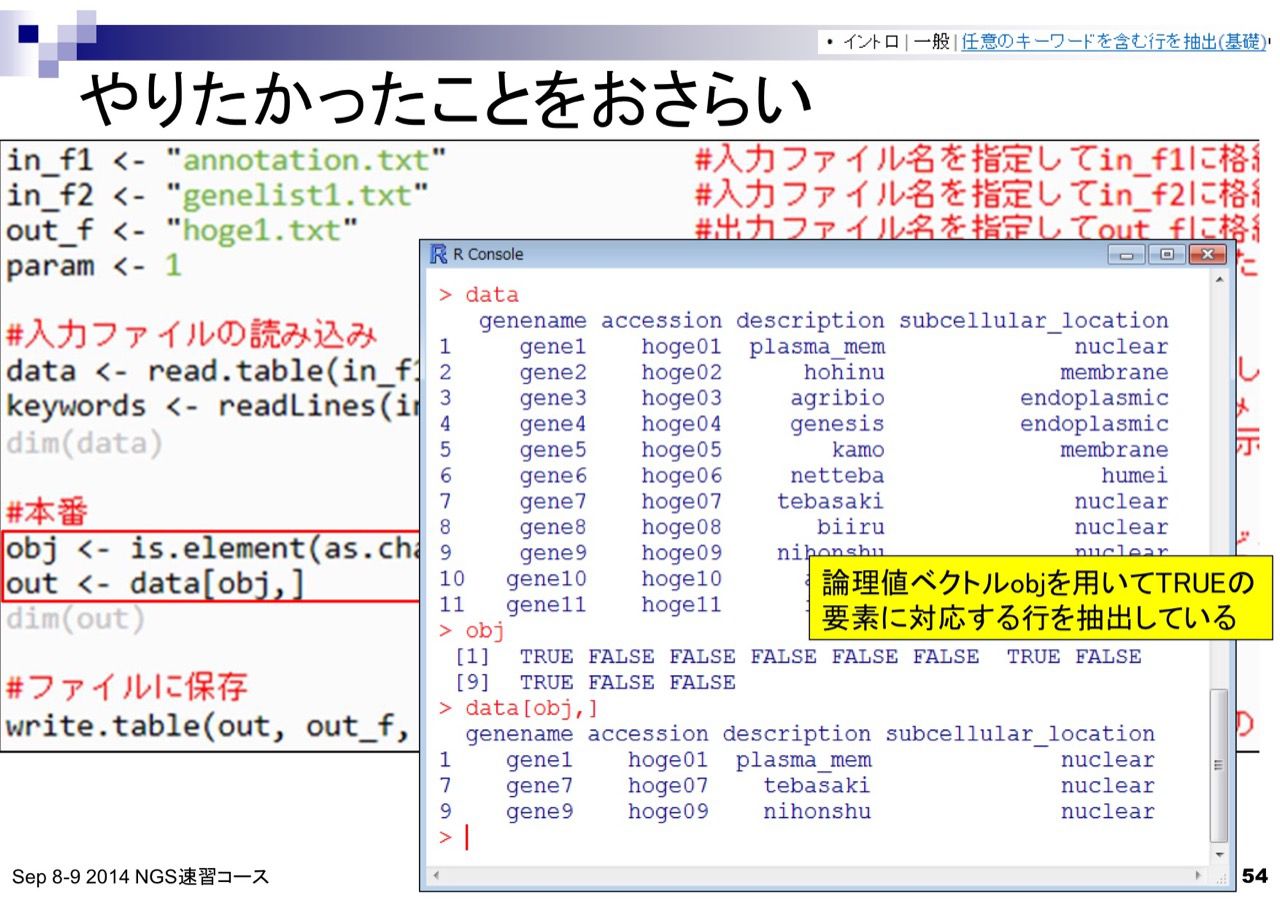 • イントロ | 一般 | 任意のキーワードを含む行を抽出(基礎)
やりたかったことをおさらい
in_f1 <- "annotation.txt" #入力ファイル名を指定してin_f1に格
in_f2 <- "genelist1.txt" #入力ファイル名を指定してin_f2に格
out_f <- "hoge1.txt" #出力ファイル名を指定してout_fに格
param <- 1
#入力ファイルの読み込み
data <- read.table(in_f1
keywords <- readLines(in
dim(data)
#本番
obj <- is.element(as.cha
out <- data[obj,]
dim(out)
#ファイルに保存
write.table(out, out_f,
R Console
> data
genename accession description subcellular_location
1 gene1 hoge01 plasma_mem nuclear
2 gene2 hoge02 hohinu membrane
3 gene3 hoge03 agribio endoplasmic
4 gene4 hoge04 genesis endoplasmic
5 gene5 hoge05 kamo membrane
6 gene6 hoge06 netteba humei
7 gene7 hoge07 tebasaki nuclear
8 gene8 hoge08 biiru nuclear
9 gene9 hoge09 nihonshu nuclear
10 gene10 hoge10
11 gene11 hoge11
論理値ベクトルobjを用いてTRUEの
要素に対応する行を抽出している
> obj
[1] TRUE FALSE FALSE FALSE FALSE FALSE TRUE FALSE
[9] TRUE FALSE FALSE
> data[obj,]
genename accession description subcellular_location
1 gene1 hoge01 plasma_mem nuclear
7 gene7 hoge07 tebasaki nuclear
9 gene9 hoge09 nihonshu nuclear
>
Sep 8-9 2014 NGS速習コース
54